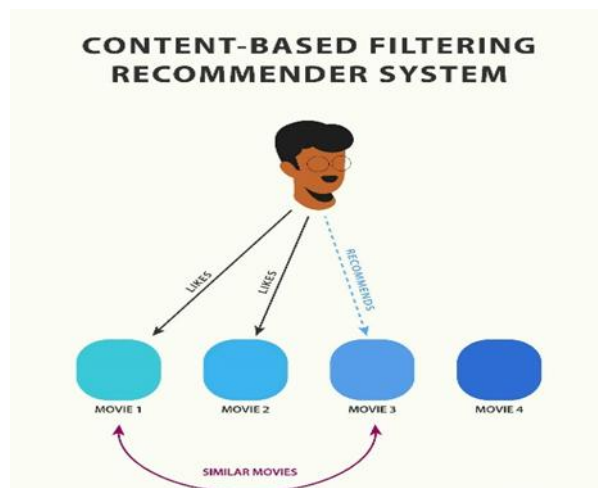 CONTENT-BASED FILTERING
RECOMMENDER SYSTEM
LIKES
LIKES
RECOMMENDS
MOVIE 1
MOVIE 2
MOVIE 3
MOVIE 4
SIMILAR MOVIES